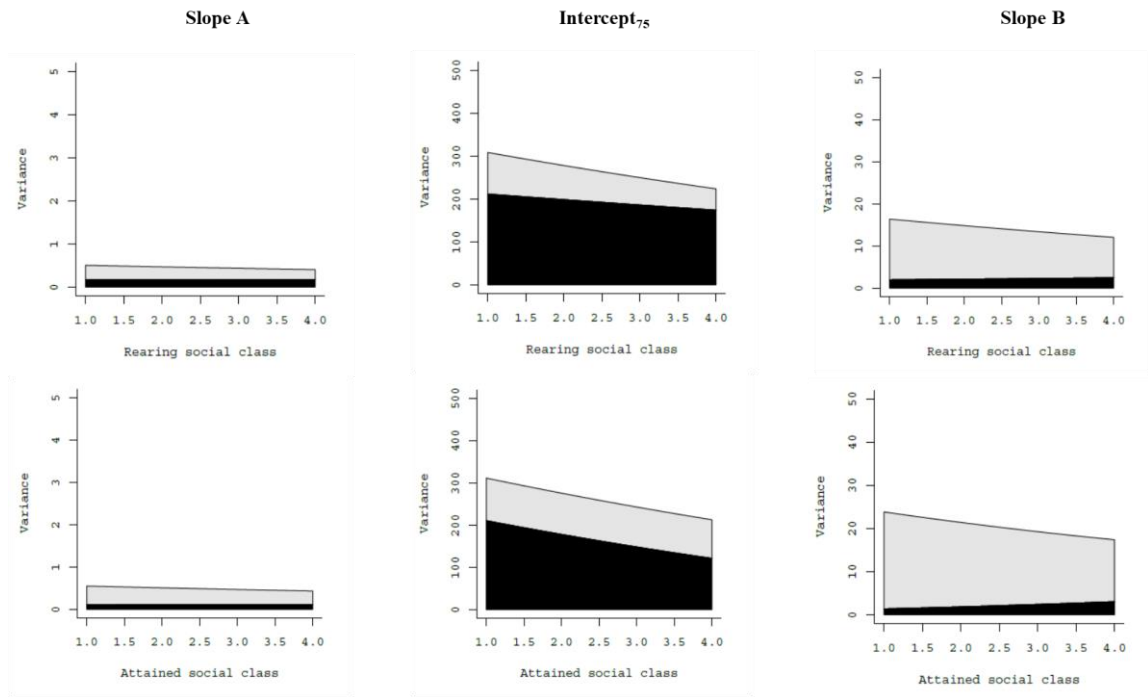 Slope A
Intercept75
Slope B
Variance
0 1 2 3 4 5
1.0 1.5 2.0 2.5 3.0 3.5 4.0
Rearing social class
Variance
0 100 200 300 400 500
1.0 1.5 2.0 2.5 3.0 3.5 4.0
Rearing social class
Variance
0 10 20 30 40 50
1.0 1.5 2.0 2.5 3.0 3.5 4.0
Rearing social class
Variance
0 1 2 3 4 5
1.0 1.5 2.0 2.5 3.0 3.5 4.0
Attained social class
Variance
0 100 200 300 400 500
1.0 1.5 2.0 2.5 3.0 3.5 4.0
Attained social class
Variance
0 10 20 30 40 50
1.0 1.5 2.0 2.5 3.0 3.5 4.0
Attained social class